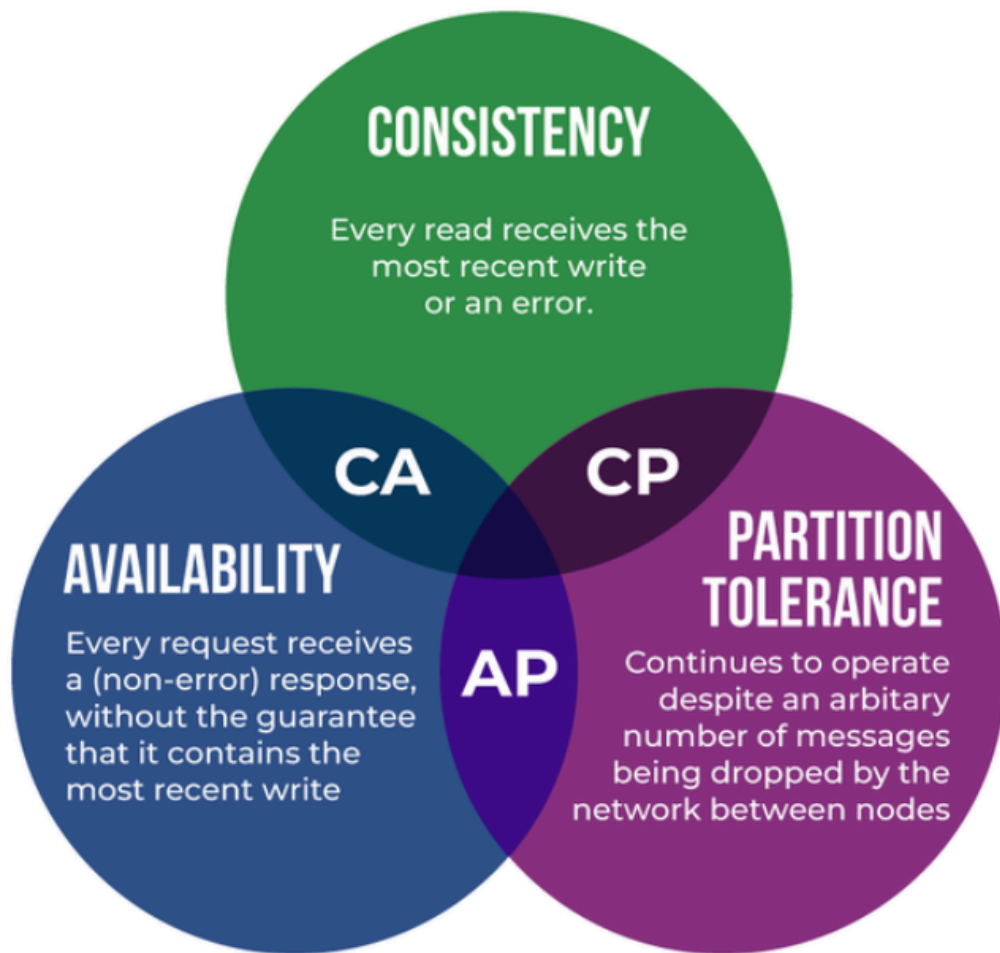 CONSISTENCY
Every read receives the
most recent write
or an error.
CA
CP
AVAILABILITY
Every request receives
a (non-error) response,
without the guarantee
that it contains the
most recent write
AP
PARTITION
TOLERANCE
Continues to operate
despite an arbitary
number of messages
being dropped by the
network between nodes